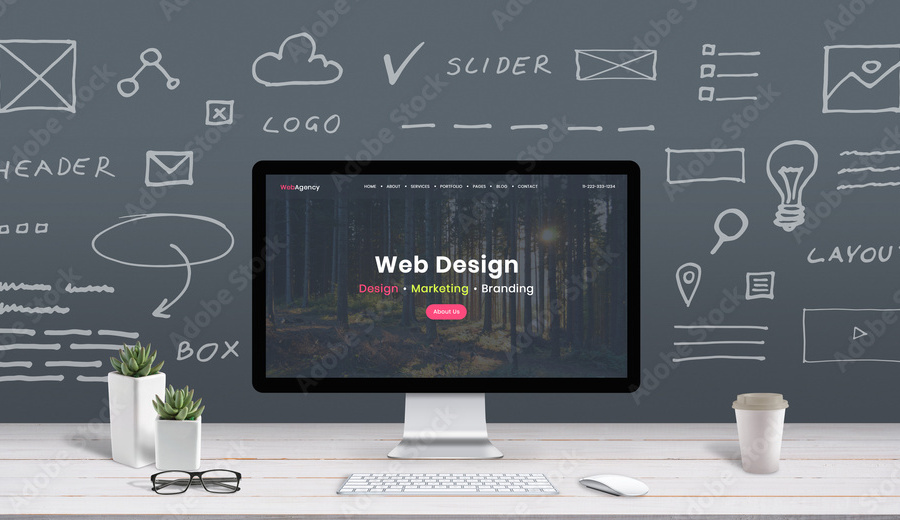 SLIDER
LOGO
HEADER
WebAgency
HOME • ABOUT • SERVICES • PORTFOLIO • PAGES • BLOG • CONTACT
11-223-333-1234
LAYOUT
Web Design
Design • Marketing • Branding
About Us
BOX
Adobe Stock